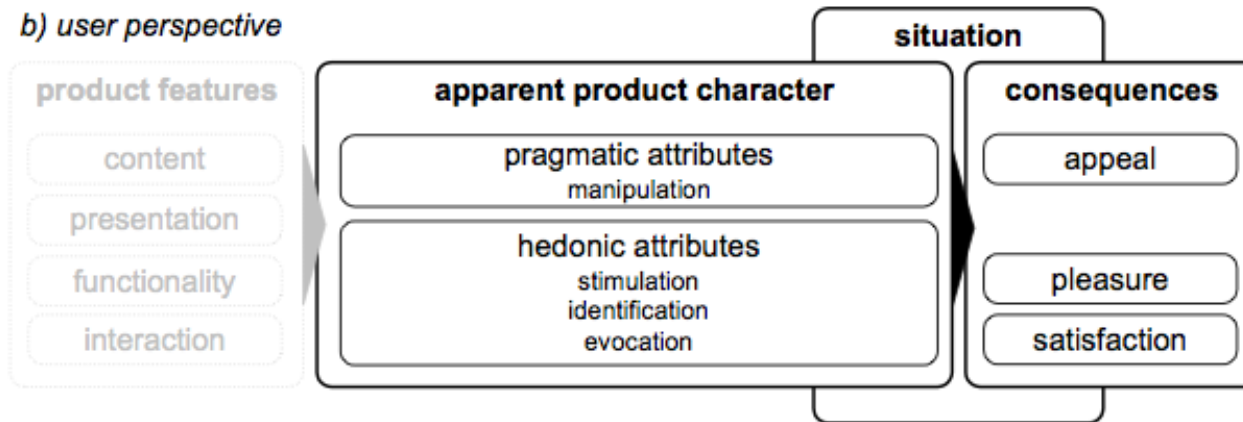 b) user perspective
situation
product features
content
presentation
functionality
interaction
apparent product character
pragmatic attributes
manipulation
hedonic attributes
stimulation
identification
evocation
consequences
appeal
pleasure
satisfaction